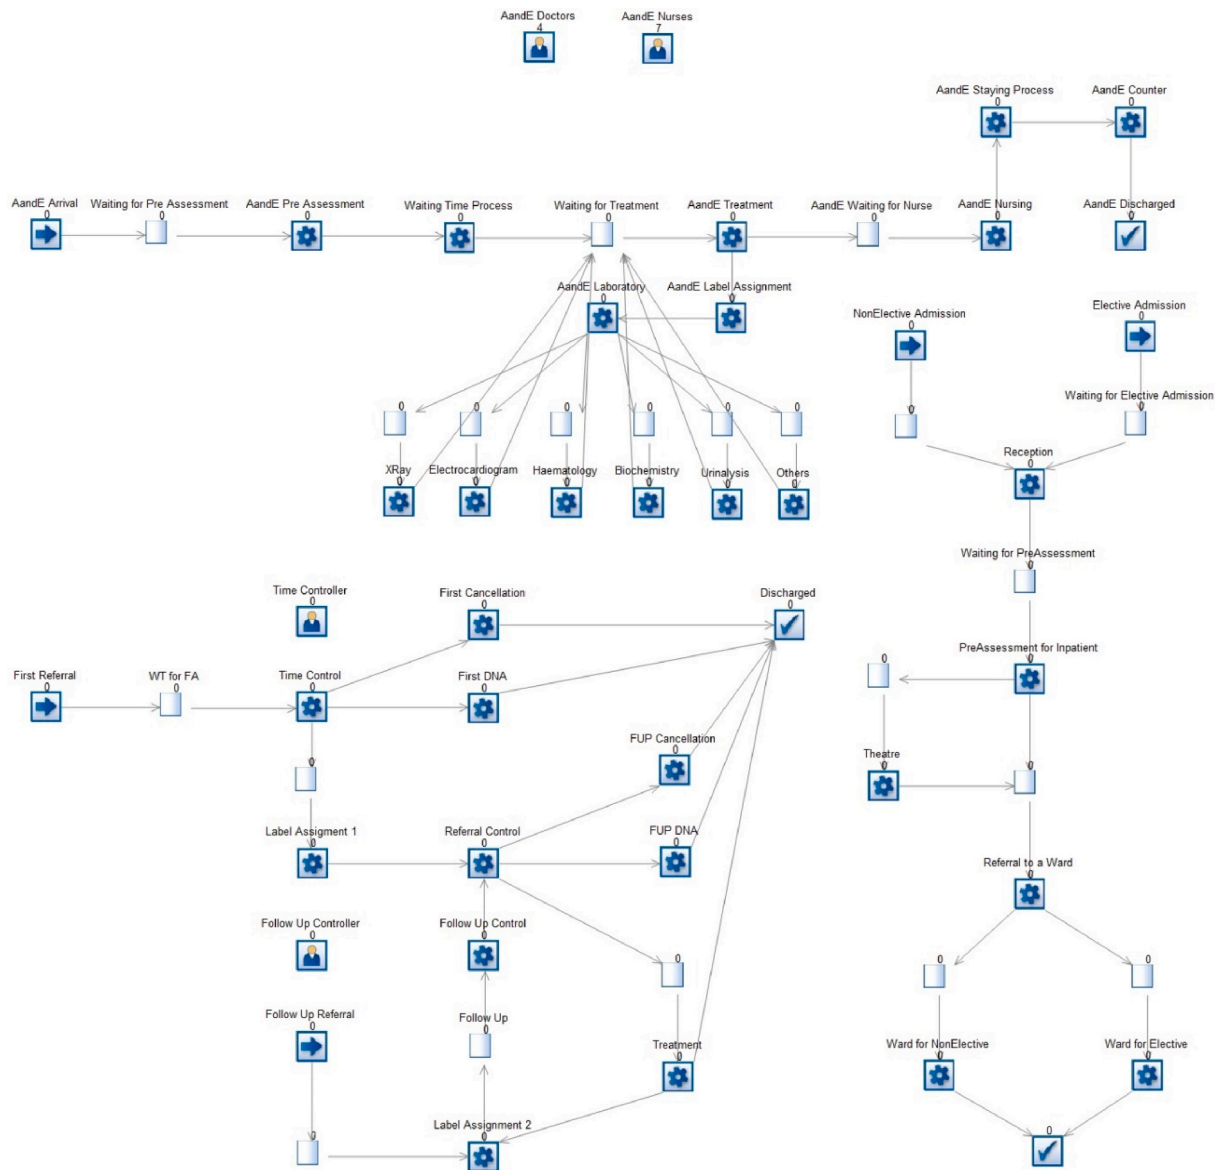 AandE Doctors
4
AandE Nurses
7
AandE Staying Process
0
AandE Counter
0
AandE Arrival
0
Waiting for Pre Assessment
0
AandE Pre Assessment
0
Waiting Time Process
0
Waiting for Treatment
0
AandE Treatment
0
AandE Waiting for Nurse
0
AandE Nursing
0
AandE Discharged
0
AandE Laboratory
0
AandE Label Assignment
0
NonElective Admission
0
Elective Admission
0
Waiting for Elective Admission
0
0
0
0
0
0
0
0
XRay
0
Electrocardiogram
0
Haematology
0
Biochemistry
0
Urinalysis
0
Others
0
Reception
0
Waiting for PreAssessment
0
Time Controller
0
First Cancellation
0
Discharged
0
First Referral
0
WT for FA
0
Time Control
0
First DNA
0
PreAssessment for Inpatient
0
0
FUP Cancellation
0
Theatre
0
0
0
Label Assigment 1
0
Referral Control
0
FUP DNA
0
Referral to a Ward
0
Follow Up Controller
0
Follow Up Control
0
0
0
0
Follow Up Referral
0
Follow Up
0
Treatment
0
Ward for NonElective
0
Ward for Elective
0
0
Label Assignment 2
0
0